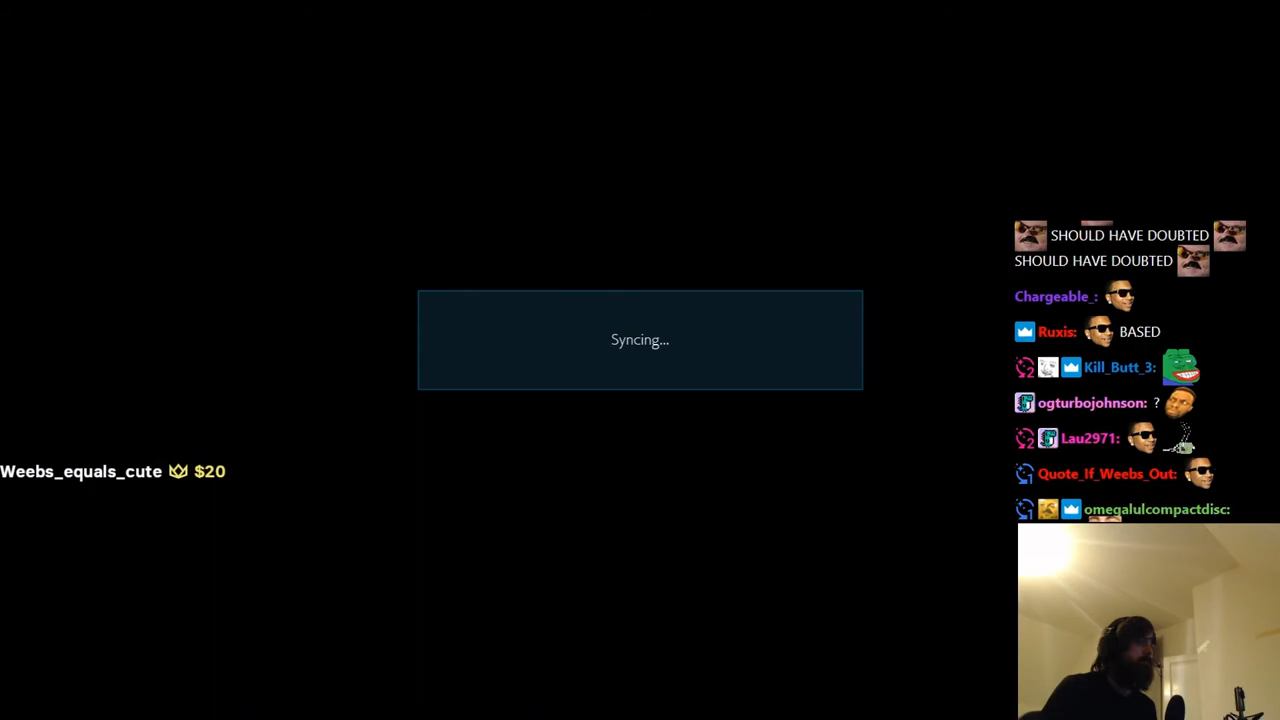 SHOULD HAVE DOUBTED
SHOULD HAVE DOUBTED
Chargeable_:
Ruxis: BASED
Kill_Butt_3:
Syncing...
ogturbojohnson: ?
Lau2971:
Weebs_equals_cute $20
Quote_If_Weebs_Out:
omegalulcompactdisc: